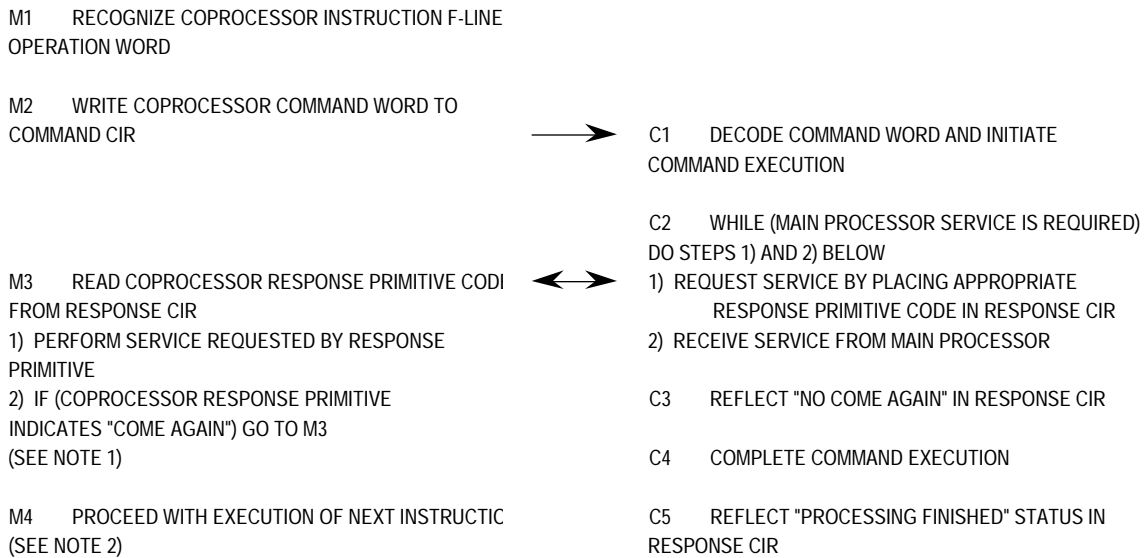 M1 RECOGNIZE COPROCESSOR INSTRUCTION F-LINE
OPERATION WORD
M2 WRITE COPROCESSOR COMMAND WORD TO
COMMAND CIR
M3 READ COPROCESSOR RESPONSE PRIMITIVE CODI
FROM RESPONSE CIR
1) PERFORM SERVICE REQUESTED BY RESPONSE
PRIMITIVE
2) IF (COPROCESSOR RESPONSE PRIMITIVE
INDICATES "COME AGAIN") GO TO M3
(SEE NOTE 1)
M4 PROCEED WITH EXECUTION OF NEXT INSTRUCTIC
(SEE NOTE 2)
C1 DECODE COMMAND WORD AND INITIATE
COMMAND EXECUTION
C2 WHILE (MAIN PROCESSOR SERVICE IS REQUIRED)
DO STEPS 1) AND 2) BELOW
1) REQUEST SERVICE BY PLACING APPROPRIATE
RESPONSE PRIMITIVE CODE IN RESPONSE CIR
2) RECEIVE SERVICE FROM MAIN PROCESSOR
C3 REFLECT "NO COME AGAIN" IN RESPONSE CIR
C4 COMPLETE COMMAND EXECUTION
C5 REFLECT "PROCESSING FINISHED" STATUS IN
RESPONSE CIR